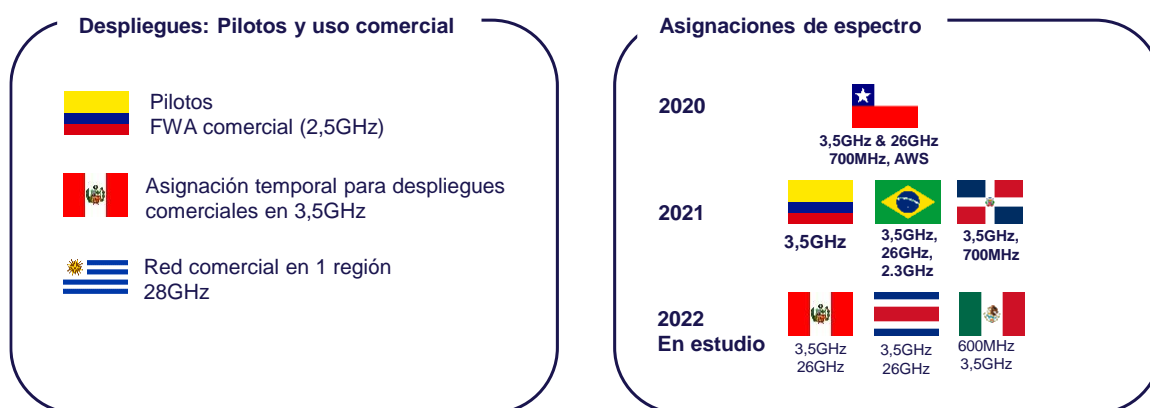 Despliegues: Pilotos y uso comercial
Pilotos
FWA comercial (2,5GHz)
Asignación temporal para despliegues
comerciales en 3,5GHz
Red comercial en 1 región
28GHz
Asignaciones de espectro
2020
3,5GHz & 26GHz
700MHz, AWS
2021
3,5GHz
3,5GHz,
26GHz,
2.3GHz
3,5GHz,
700MHz
2022
En estudio
3,5GHz
26GHz
3,5GHz
26GHz
600MHz
3,5GHz